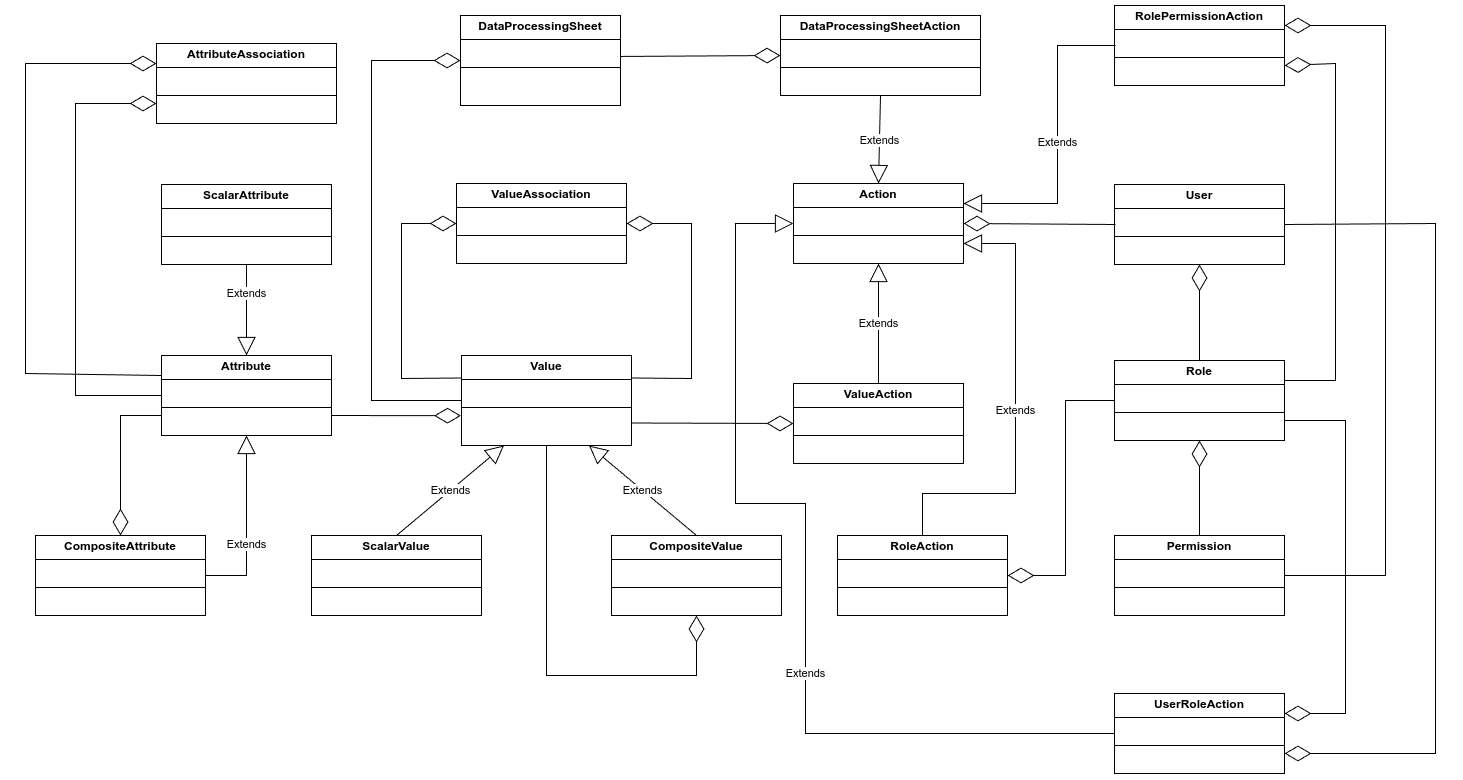 RolePermissionAction
DataProcessingSheet
DataProcessingSheetAction
AttributeAssociation
Extends
Extends
ScalarAttribute
ValueAssociation
Action
User
Extends
Extends
Attribute
Value
Role
ValueAction
Extends
Extends
Extends
Extends
CompositeAttribute
ScalarValue
CompositeValue
RoleAction
Permission
Extends
UserRoleAction